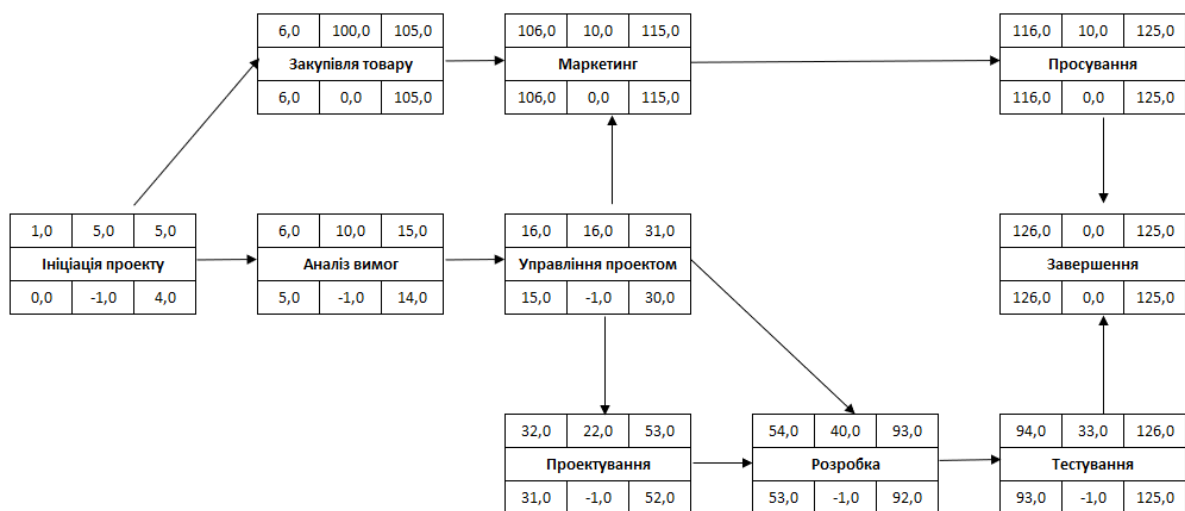 6,0 100,0 105,0
Закупівля товару
6,0 0,0 105,0
106,0 10,0 115,0
Маркетинг
106,0 0,0 115,0
116,0 10,0 125,0
Просування
116,0 0,0 125,0
1,0 5,0 5,0
Ініціація проекту
0,0 -1,0 4,0
6,0 10,0 15,0
Аналіз вимог
5,0 -1,0 14,0
16,0 16,0 31,0
Управління проектом
15,0 -1,0 30,0
126,0 0,0 125,0
Завершення
126,0 0,0 125,0
32,0 22,0 53,0
Проектування
31,0 -1,0 52,0
54,0 40,0 93,0
Розробка
53,0 -1,0 92,0
94,0 33,0 126,0
Тестування
93,0 -1,0 125,0